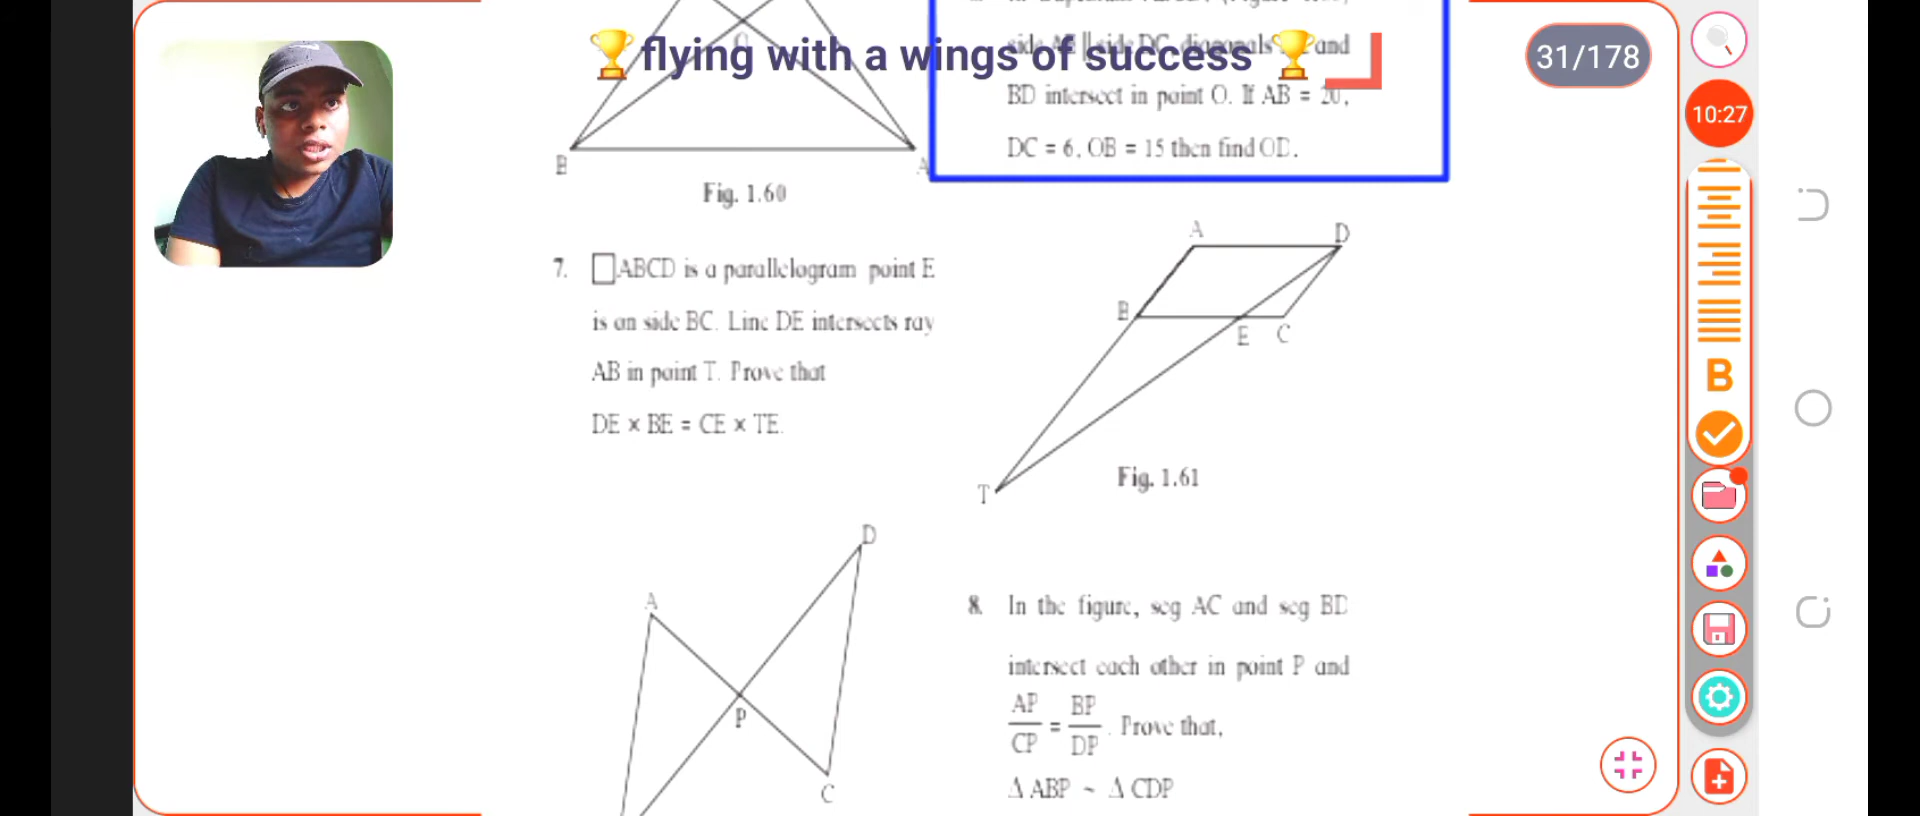 🏆flying with a wings of success🏆
31/178
10:27
and
BD intersect in point O. If AB = 20,
DC = 6, OB = 15 then find OD.
B
A
Fig. 1.60
7. □ABCD is a parallelogram point E
is on side BC. Line DE intersects ray
AB in point T. Prove that
DE × BE = CE × TE.
A
D
B
E
C
T
Fig. 1.61
D
A
P
C
8. In the figure, seg AC and seg BD
intersect each other in point P and
AP/CP = BP/DP . Prove that,
Δ ABP ~ Δ CDP
B